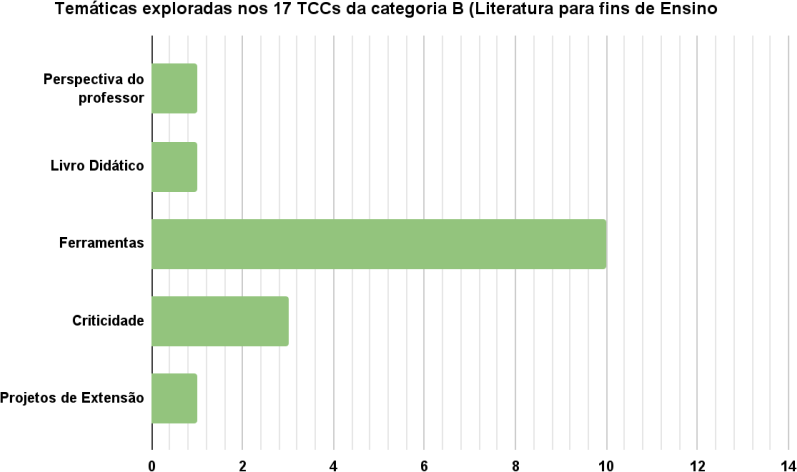 Temáticas exploradas nos 17 TCCs da categoria B (Literatura para fins de Ensino
Perspectiva do
professor
Livro Didático
Ferramentas
Criticidade
Projetos de Extensão
0 2 4 6 8 10 12 14